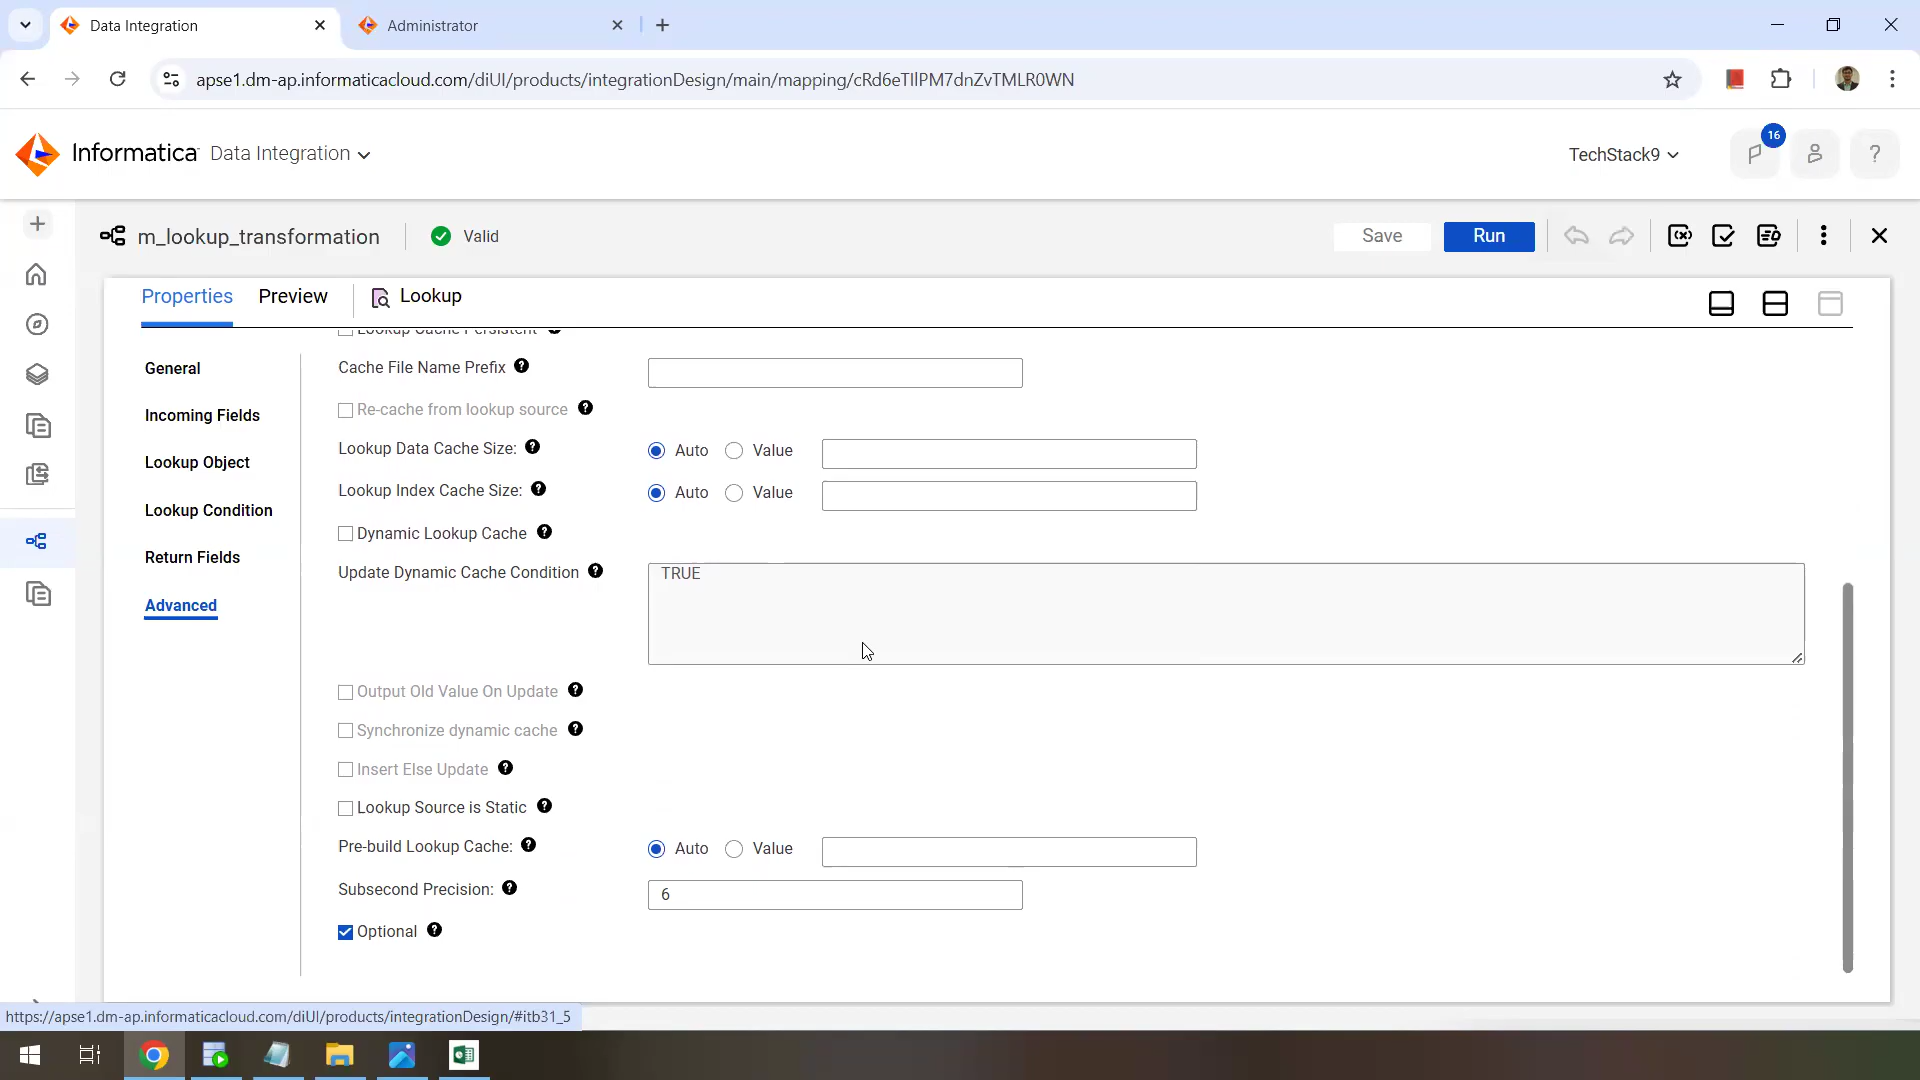 Data Integration
Administrator
apse1.dm-ap.informaticacloud.com/diUI/products/integrationDesign/main/mapping/cRd6eTIlPM7dnZvTMLR0WN
Informatica Data Integration
TechStack9
16
?
m_lookup_transformation
Valid
Save
Run
Properties
Preview
Lookup
Lookup Cache Persistent
General
Incoming Fields
Lookup Object
Lookup Condition
Return Fields
Advanced
Cache File Name Prefix ?
Re-cache from lookup source ?
Lookup Data Cache Size: ? Auto Value
Lookup Index Cache Size: ? Auto Value
Dynamic Lookup Cache ?
Update Dynamic Cache Condition ? TRUE
Output Old Value On Update ?
Synchronize dynamic cache ?
Insert Else Update ?
Lookup Source is Static ?
Pre-build Lookup Cache: ? Auto Value
Subsecond Precision: ? 6
Optional ?
https://apse1.dm-ap.informaticacloud.com/diUI/products/integrationDesign/#itb31_5